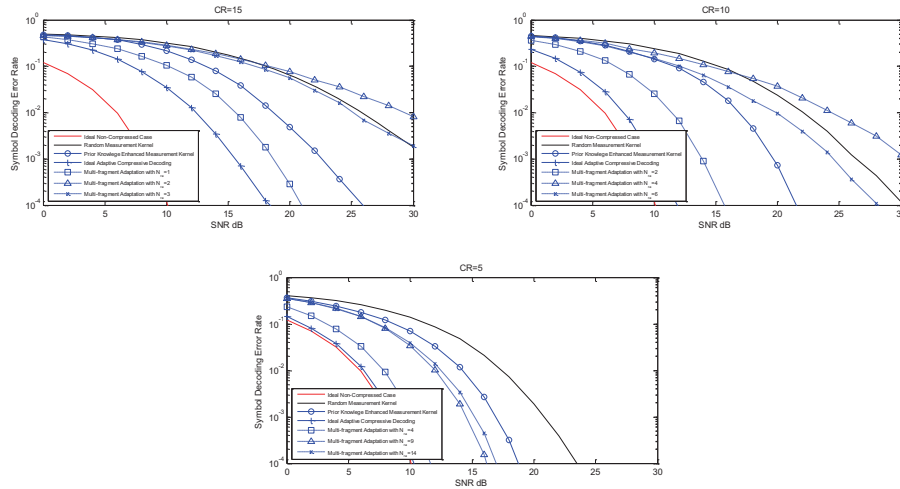 CR=15
Symbol Decoding Error Rate
10^0
10^-1
10^-2
10^-3
10^-4
Ideal Non-Compressed Case
Random Measurement Kernel
Prior Knowlege Enhanced Measurement Kernel
Ideal Adaptive Compressive Decoding
Multi-fragment Adaptation with N =1
Multi-fragment Adaptation with N =2
Multi-fragment Adaptation with N =3
0 5 10 15 20 25 30
SNR dB
CR=10
Symbol Decoding Error Rate
10^0
10^-1
10^-2
10^-3
10^-4
Ideal Non-Compressed Case
Random Measurement Kernel
Prior Knowlege Enhanced Measurement Kernel
Ideal Adaptive Compressive Decoding
Multi-fragment Adaptation with N =2
Multi-fragment Adaptation with N =4
Multi-fragment Adaptation with N =6
0 5 10 15 20 25 30
SNR dB
CR=5
Symbol Decoding Error Rate
10^0
10^-1
10^-2
10^-3
10^-4
Ideal Non-Compressed Case
Random Measurement Kernel
Prior Knowlege Enhanced Measurement Kernel
Ideal Adaptive Compressive Decoding
Multi-fragment Adaptation with N =4
Multi-fragment Adaptation with N =9
Multi-fragment Adaptation with N =14
0 5 10 15 20 25 30
SNR dB